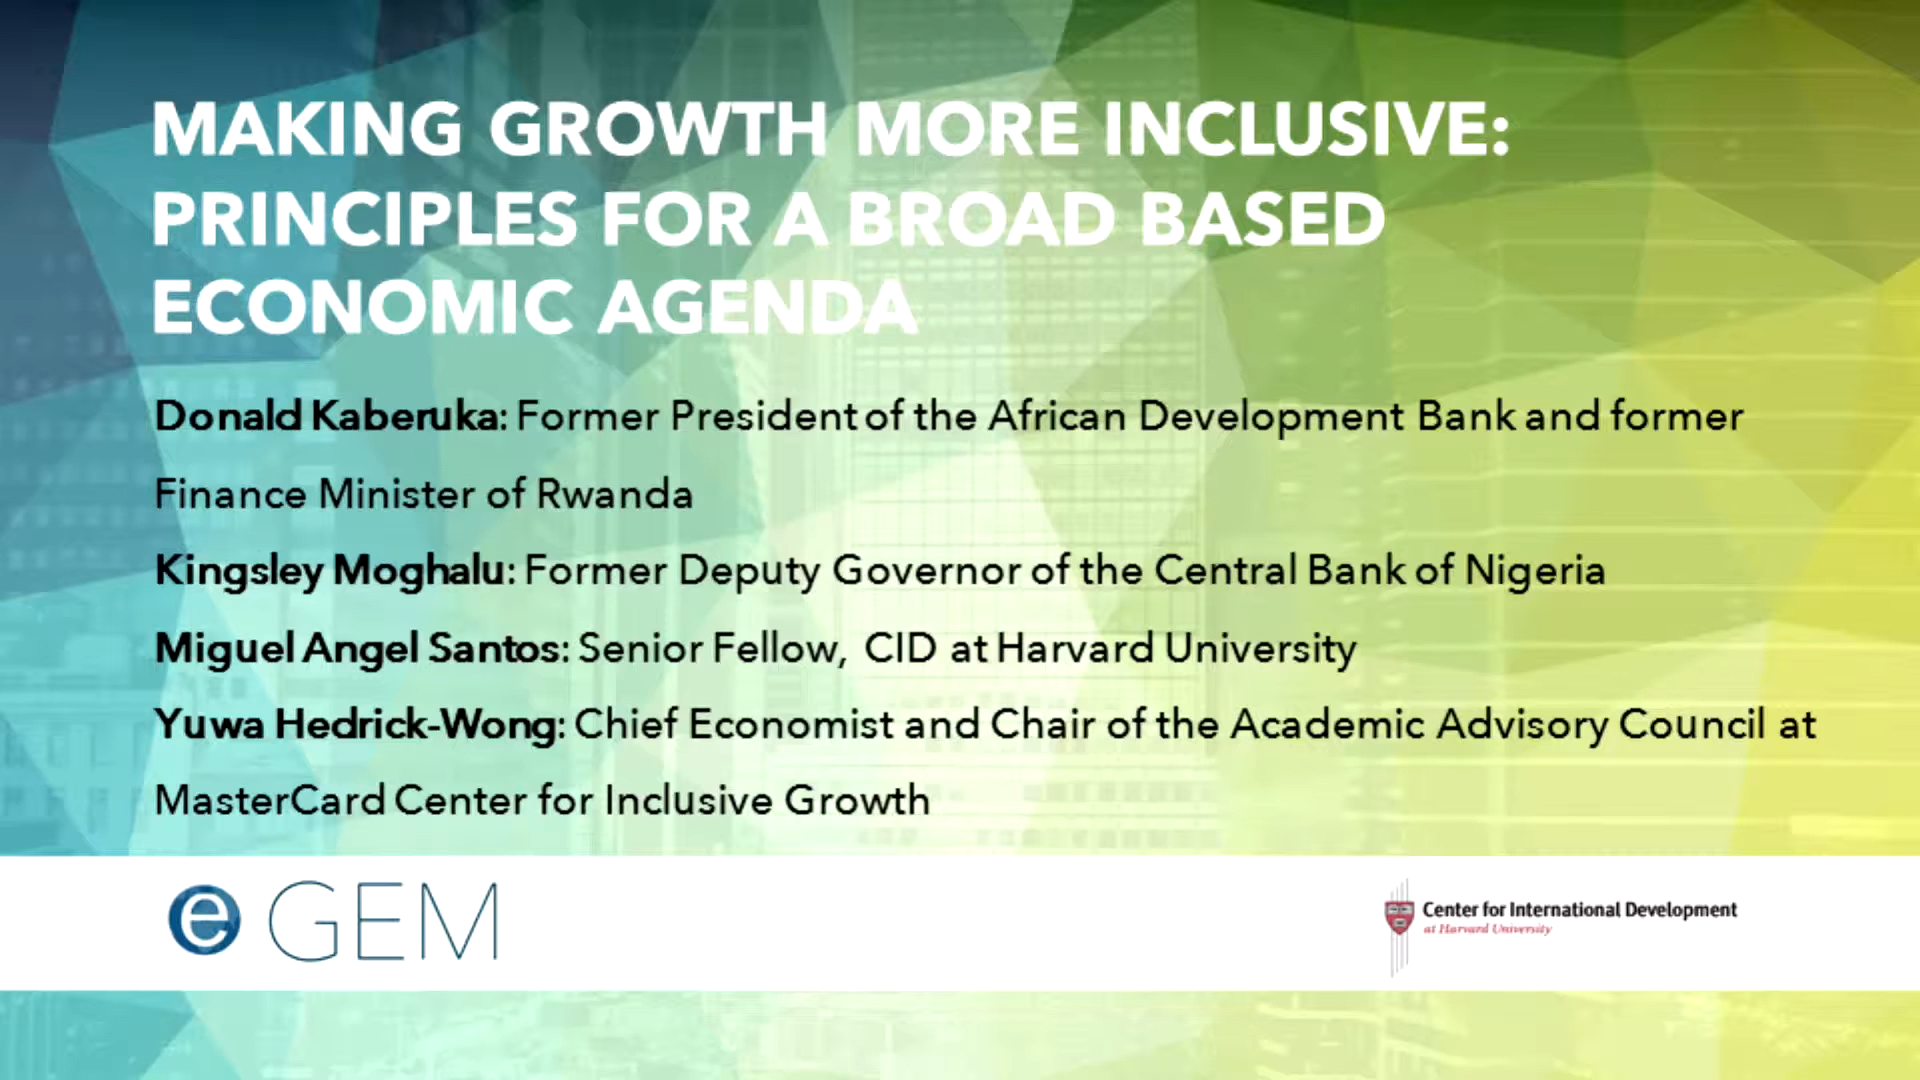 MAKING GROWTH MORE INCLUSIVE:
PRINCIPLES FOR A BROAD BASED
ECONOMIC AGENDA
Donald Kaberuka: Former President of the African Development Bank and former
Finance Minister of Rwanda
Kingsley Moghalu: Former Deputy Governor of the Central Bank of Nigeria
Miguel Angel Santos: Senior Fellow, CID at Harvard University
Yuwa Hedrick-Wong: Chief Economist and Chair of the Academic Advisory Council at
MasterCard Center for Inclusive Growth
e GEM
Center for International Development
at Harvard University